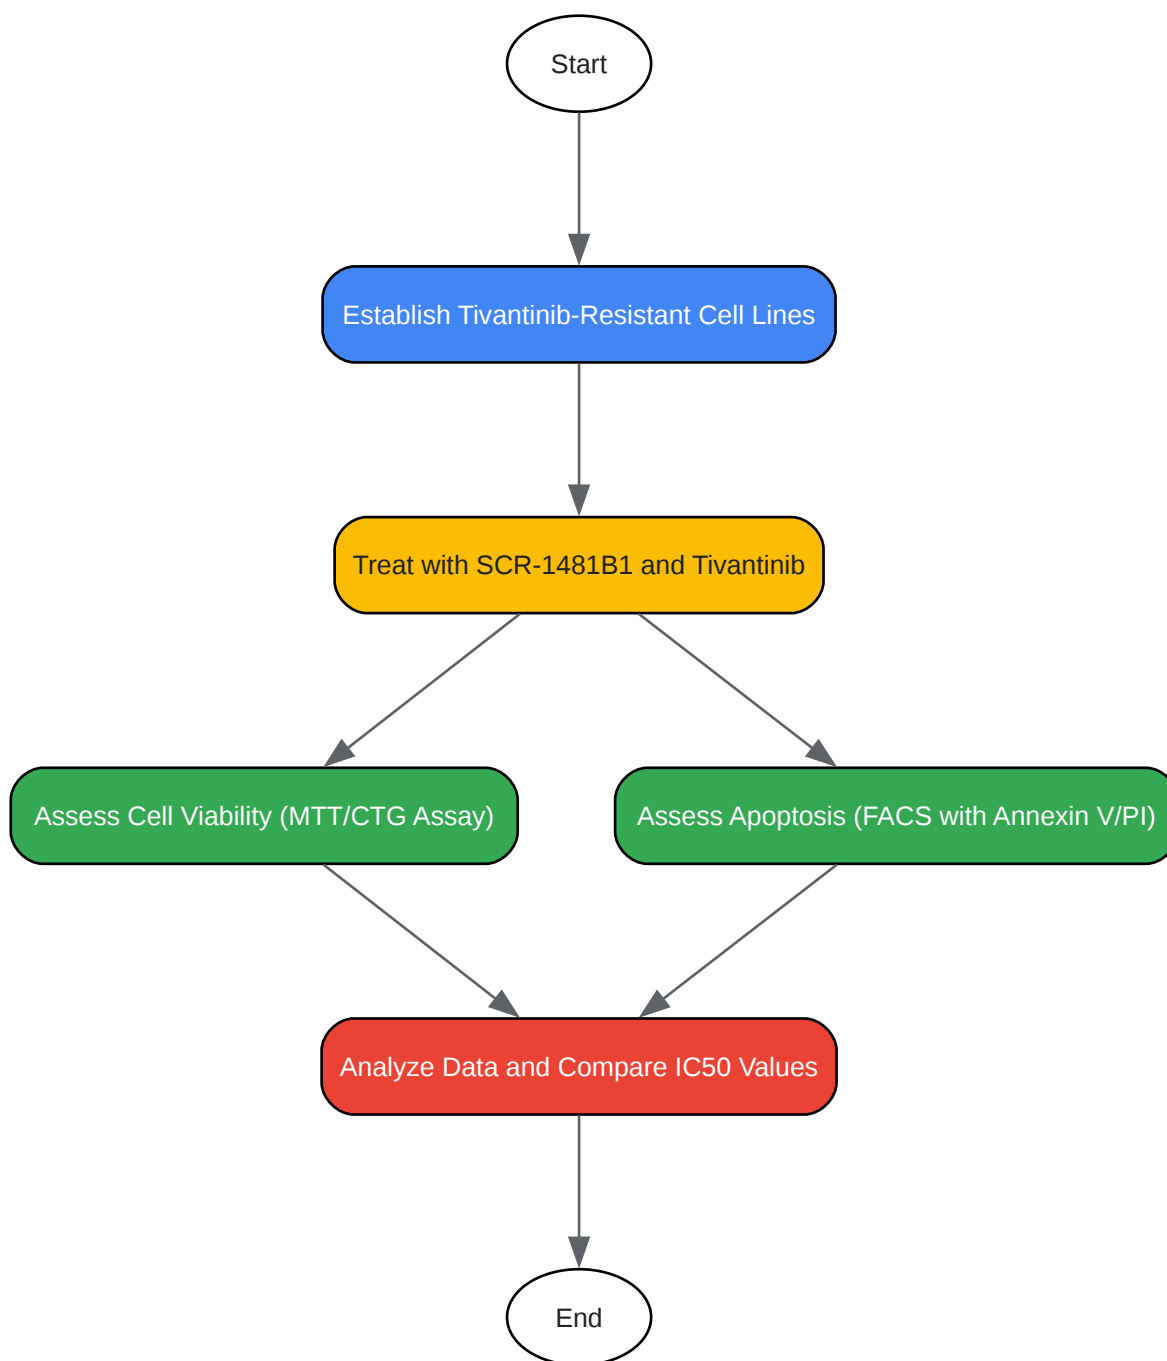 Start
Establish Tivantinib-Resistant Cell Lines
Treat with SCR-1481B1 and Tivantinib
Assess Cell Viability (MTT/CTG Assay)
Assess Apoptosis (FACS with Annexin V/PI)
Analyze Data and Compare IC50 Values
End